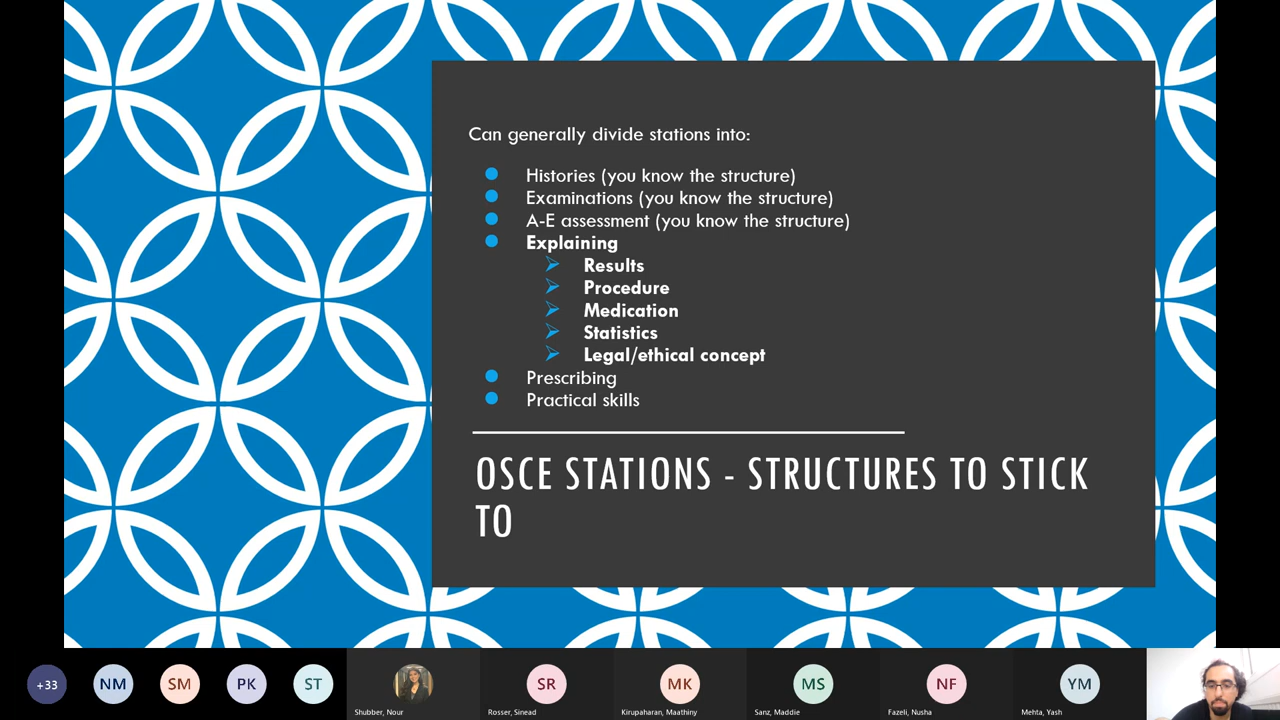 Can generally divide stations into:
Histories (you know the structure)
Examinations (you know the structure)
A-E assessment (you know the structure)
Explaining
Results
Procedure
Medication
Statistics
Legal/ethical concept
Prescribing
Practical skills
OSCE STATIONS - STRUCTURES TO STICK
TO
+33
NM
SM
PK
ST
Shubber, Nour
SR
Rosser, Sinead
MK
Kirupaharan, Maathiny
MS
Sanz, Maddie
NF
Fazeli, Nusha
YM
Mehta, Yash